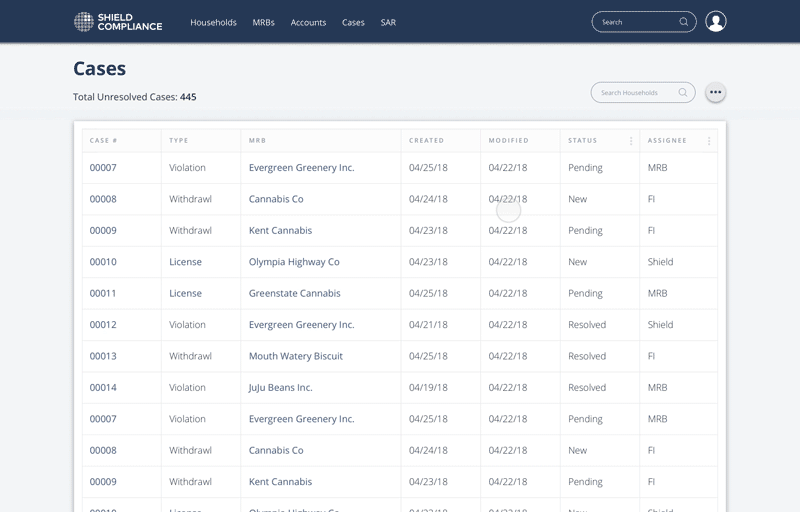 SHIELD
COMPLIANCE
Households MRBs Accounts Cases SAR
Search
Cases
Total Unresolved Cases: 445
Search Households
CASE # TYPE MRB CREATED MODIFIED STATUS ASSIGNEE
00007 Violation Evergreen Greenery Inc. 04/25/18 04/22/18 Pending MRB
00008 Withdrawl Cannabis Co 04/24/18 04/22/18 New FI
00009 Withdrawl Kent Cannabis 04/23/18 04/22/18 Pending FI
00010 License Olympia Highway Co 04/23/18 04/22/18 New Shield
00011 License Greenstate Cannabis 04/25/18 04/22/18 Pending MRB
00012 Violation Evergreen Greenery Inc. 04/21/18 04/22/18 Resolved Shield
00013 Withdrawl Mouth Watery Biscuit 04/25/18 04/22/18 Resolved FI
00014 Violation JuJu Beans Inc. 04/19/18 04/22/18 Resolved MRB
00007 Violation Evergreen Greenery Inc. 04/25/18 04/22/18 Pending MRB
00008 Withdrawl Cannabis Co 04/24/18 04/22/18 New FI
00009 Withdrawl Kent Cannabis 04/23/18 04/22/18 Pending FI